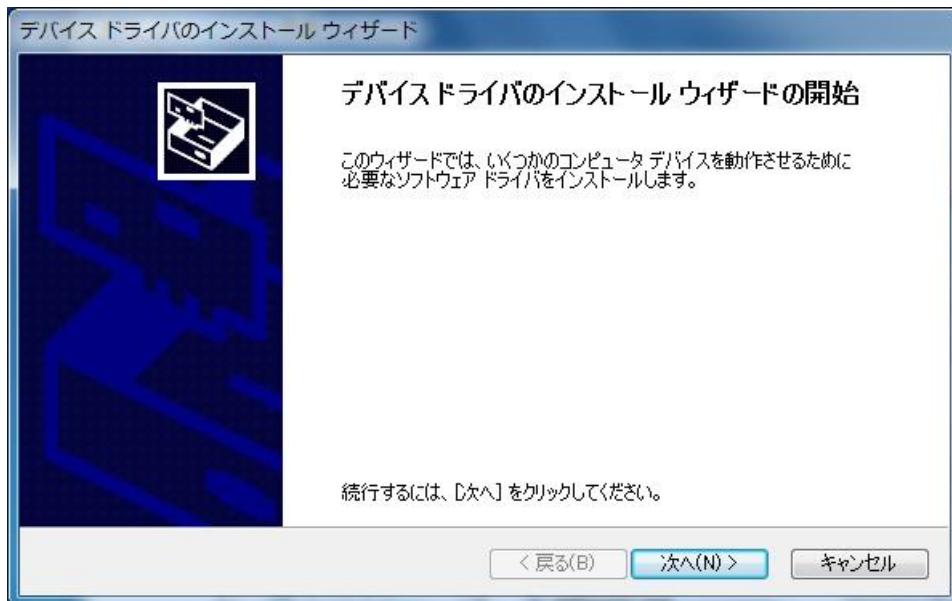 デバイス ドライバのインストール ウィザード
デバイス ドライバのインストール ウィザードの開始
このウィザードでは、いくつかのコンピュータ デバイスを動作させるために
必要なソフトウェア ドライバをインストールします。
続行するには、[次へ] をクリックしてください。
< 戻る(B)
次へ(N) >
キャンセル